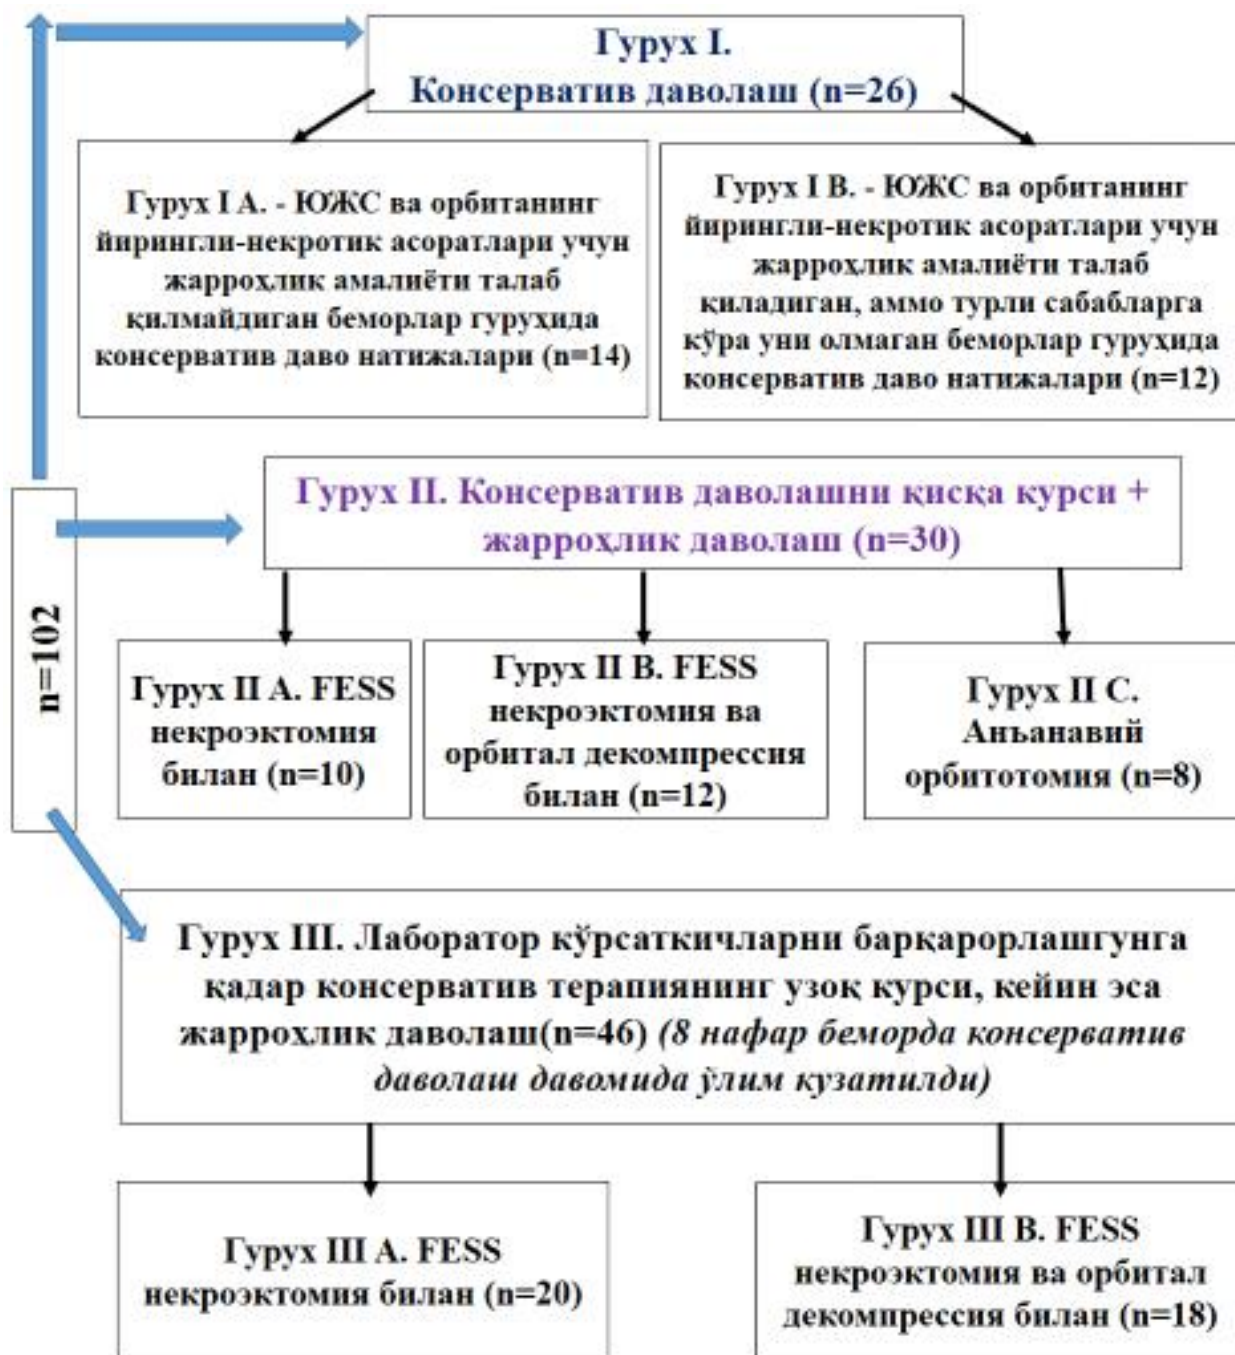 Гурух I.
Консерватив даволаш (n=26)
Гурух I А. - ЮЖС ва орбитанинг
йирингли-некротик асоратлари учун
жарроҳлик амалиёти талаб
қилмайдиган беморлар гуруҳида
консерватив даво натижалари (n=14)
Гурух I В. - ЮЖС ва орбитанинг
йирингли-некротик асоратлари учун
жарроҳлик амалиёти талаб
қиладиган, аммо турли сабабларга
кўра уни олмаган беморлар гуруҳида
консерватив даво натижалари (n=12)
n=102
Гурух II. Консерватив даволашни қисқа курси +
жарроҳлик даволаш (n=30)
Гурух II А. FESS
некроэктомия
билан (n=10)
Гурух II В. FESS
некроэктомия ва
орбитал декомпрессия
билан (n=12)
Гурух II С.
Анъанавий
орбитотомия (n=8)
Гурух III. Лаборатор кўрсаткичларни барқарорлашгунга
қадар консерватив терапиянинг узоқ курси, кейин эса
жарроҳлик даволаш(n=46) (8 нафар беморда консерватив
даволаш давомида ўлим кузатилди)
Гурух III А. FESS
некроэктомия билан (n=20)
Гурух III В. FESS
некроэктомия ва орбитал
декомпрессия билан (n=18)